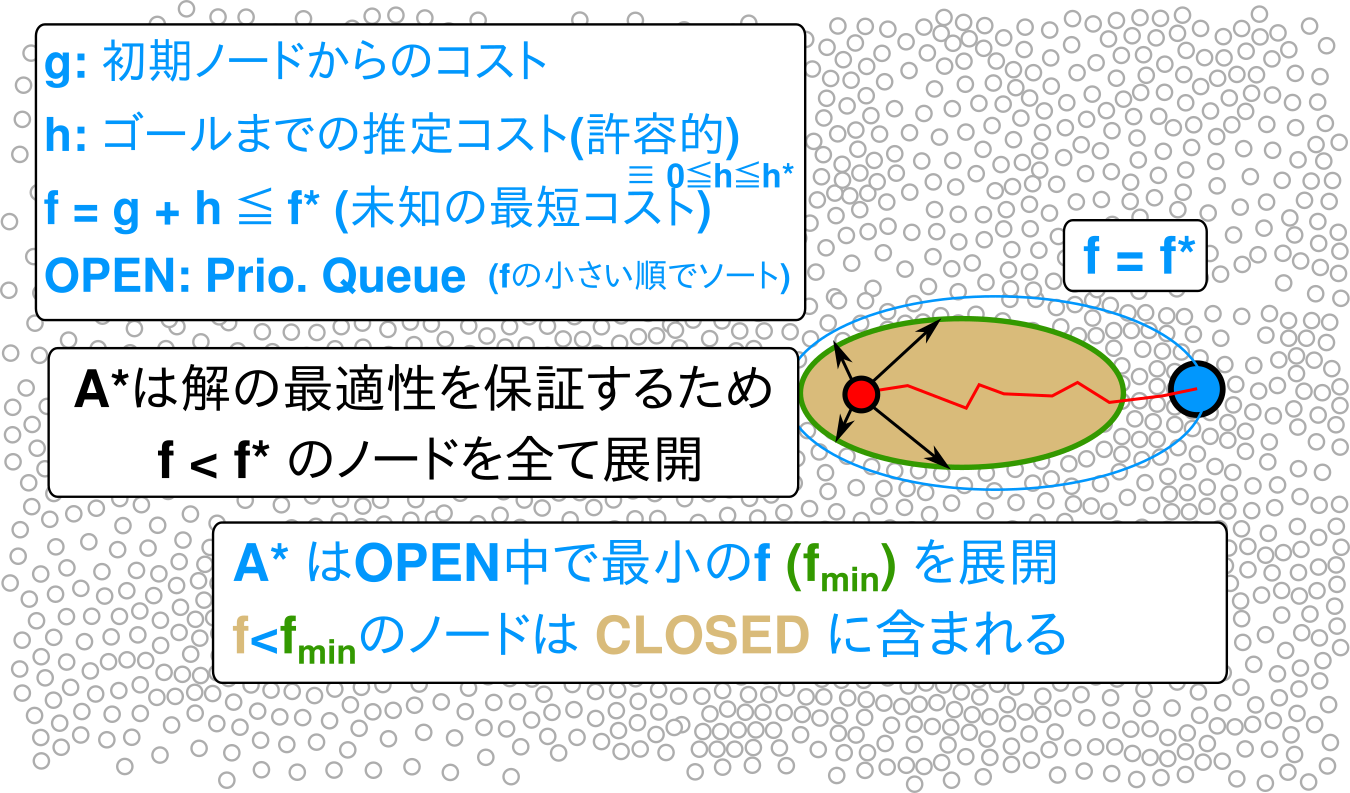 g: 初期ノードからのコスト
h: ゴールまでの推定コスト(許容的)
≡ 0≦h≦h*
f = g + h ≦ f* (未知の最短コスト)
OPEN: Prio. Queue (fの小さい順でソート)
f = f*
A*は解の最適性を保証するため
f < f* のノードを全て展開
A* はOPEN中で最小のf (fmin) を展開
f<fminのノードは CLOSED に含まれる